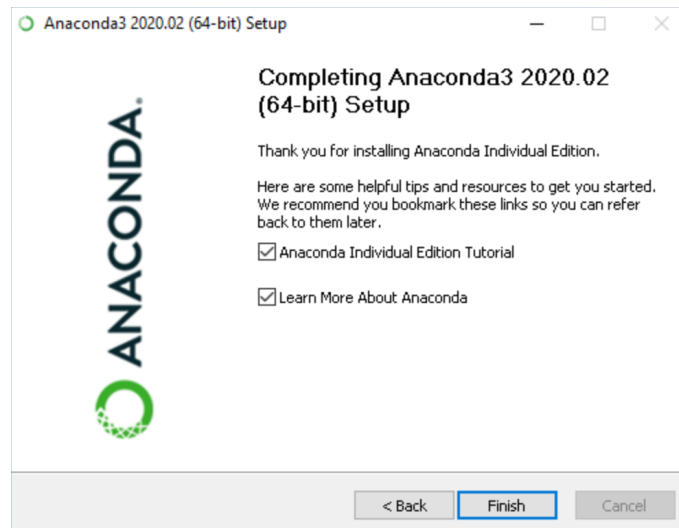 Anaconda3 2020.02 (64-bit) Setup
ANACONDA.
Completing Anaconda3 2020.02
(64-bit) Setup
Thank you for installing Anaconda Individual Edition.
Here are some helpful tips and resources to get you started.
We recommend you bookmark these links so you can refer
back to them later.
Anaconda Individual Edition Tutorial
Learn More About Anaconda
< Back
Finish
Cancel